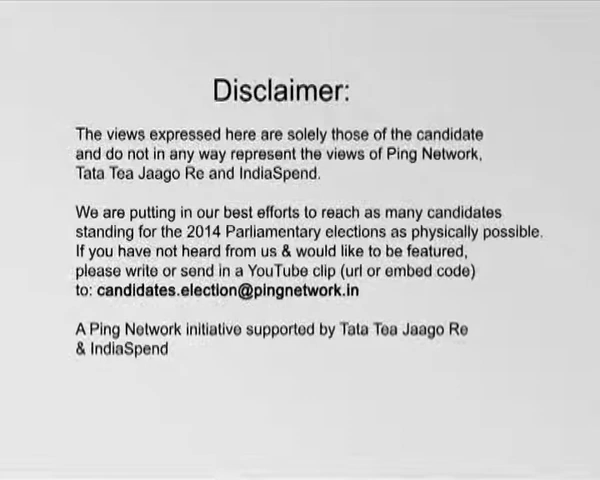 Disclaimer:
The views expressed here are solely those of the candidate
and do not in any way represent the views of Ping Network,
Tata Tea Jaago Re and IndiaSpend.
We are putting in our best efforts to reach as many candidates
standing for the 2014 Parliamentary elections as physically possible.
If you have not heard from us & would like to be featured,
please write or send in a YouTube clip (url or embed code)
to: candidates.election@pingnetwork.in
A Ping Network initiative supported by Tata Tea Jaago Re
& IndiaSpend